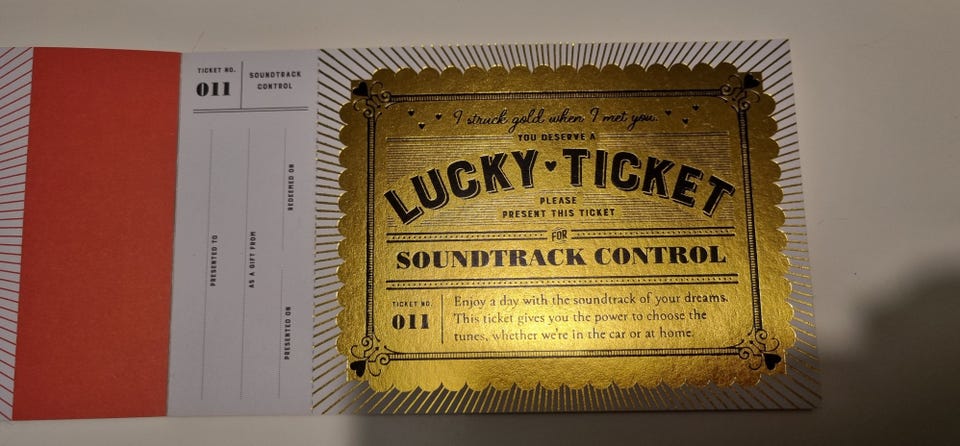 TICKET NO.
011
SOUNDTRACK
CONTROL
PRESENTED TO
AS A GIFT FROM
REDEEMED ON
PRESENTED ON
I struck gold when I met you.
YOU DESERVE A
LUCKY TICKET
PLEASE
PRESENT THIS TICKET
FOR
SOUNDTRACK CONTROL
TICKET NO.
011
Enjoy a day with the soundtrack of your dreams.
This ticket gives you the power to choose the
tunes, whether we're in the car or at home.